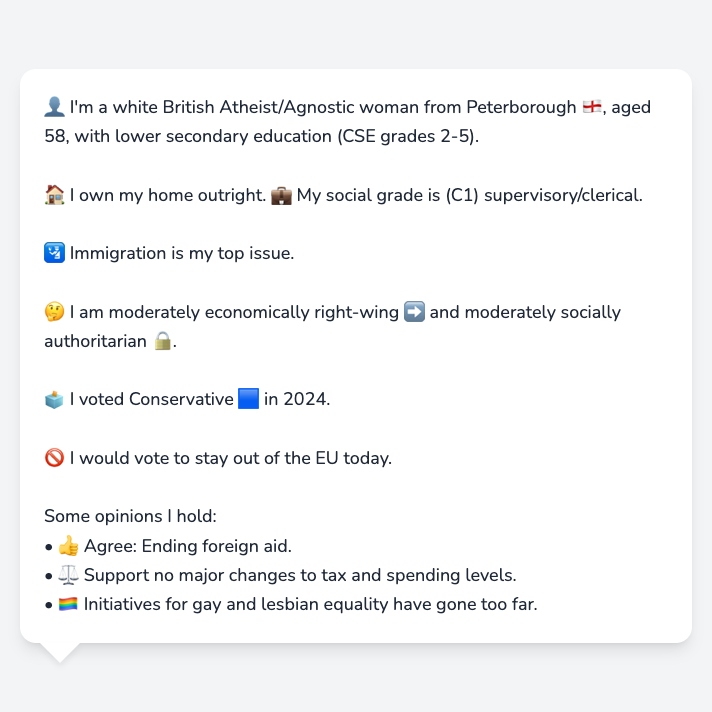 👤 I'm a white British Atheist/Agnostic woman from Peterborough 🏴󠁧󠁢󠁥󠁮󠁧󠁿, aged
58, with lower secondary education (CSE grades 2-5).
🏠 I own my home outright. 💼 My social grade is (C1) supervisory/clerical.
🛂 Immigration is my top issue.
🤔 I am moderately economically right-wing ➡️ and moderately socially
authoritarian 🔒.
🗳️ I voted Conservative 🟦 in 2024.
🚫 I would vote to stay out of the EU today.
Some opinions I hold:
• 👍 Agree: Ending foreign aid.
• ⚖️ Support no major changes to tax and spending levels.
• 🏳️‍🌈 Initiatives for gay and lesbian equality have gone too far.